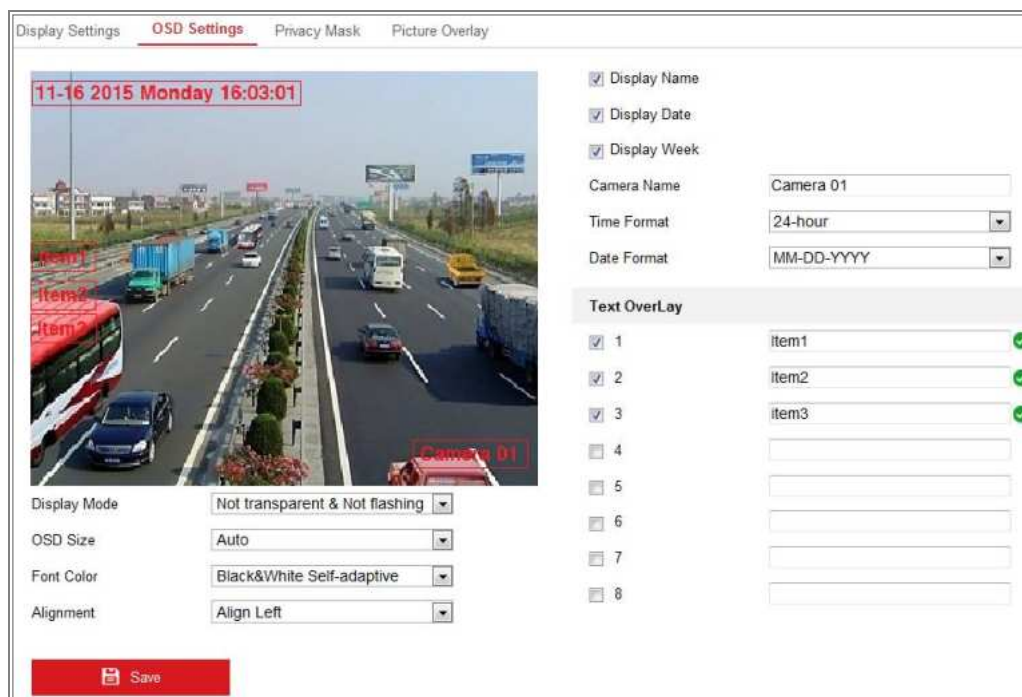 Display Settings OSD Settings Privacy Mask Picture Overlay
11-16 2015 Monday 16:03:01
Item1
Item2
Item3
Camera 01
Display Mode Not transparent & Not flashing
OSD Size Auto
Font Color Black&White Self-adaptive
Alignment Align Left
Save
Display Name
Display Date
Display Week
Camera Name Camera 01
Time Format 24-hour
Date Format MM-DD-YYYY
Text OverLay
1 Item1
2 Item2
3 item3
4
5
6
7
8